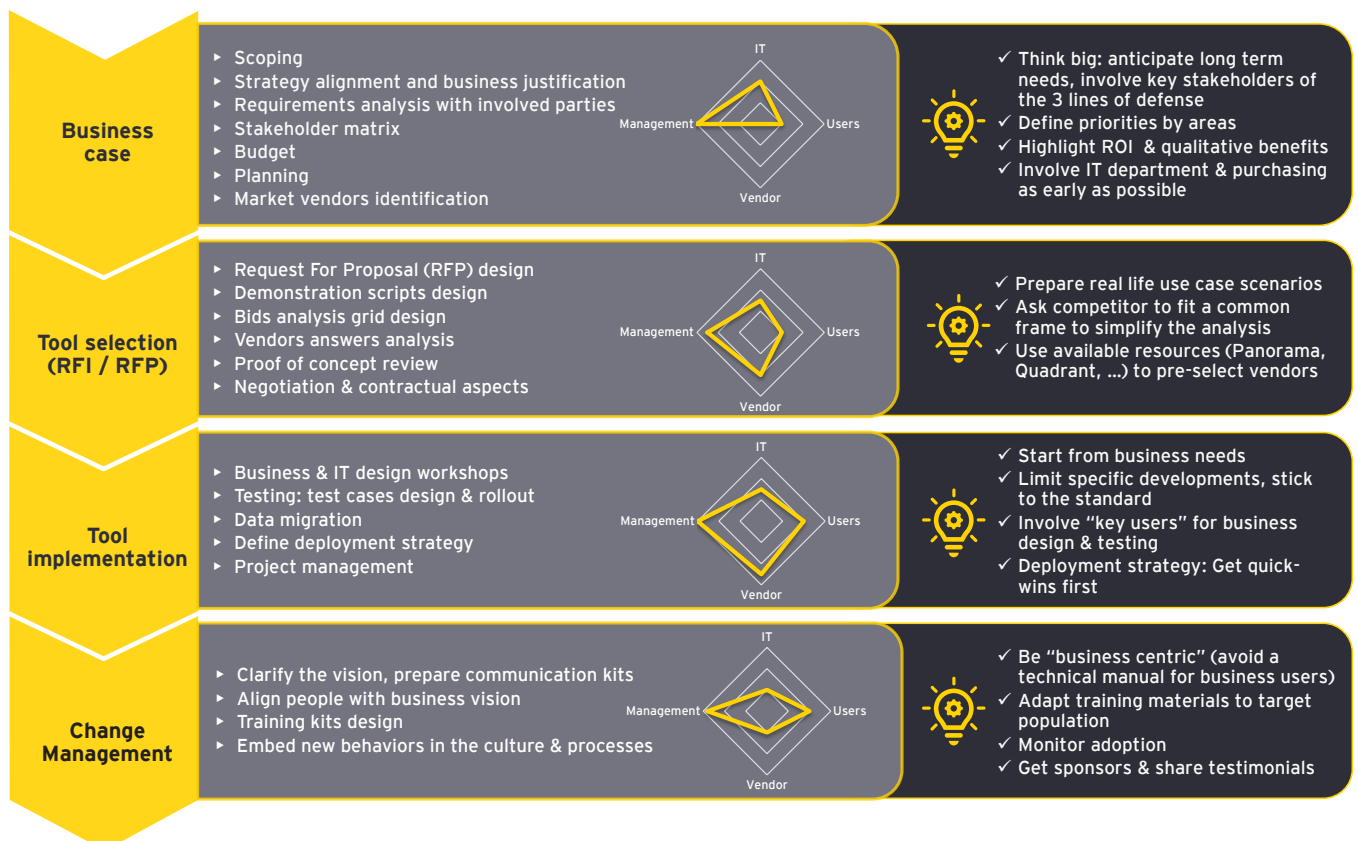 Business
case
Scoping
Strategy alignment and business justification
Requirements analysis with involved parties
Stakeholder matrix
Budget
Planning
Market vendors identification
IT
Management
Users
Vendor
Think big: anticipate long term
needs, involve key stakeholders of
the 3 lines of defense
Define priorities by areas
Highlight ROI & qualitative benefits
Involve IT department & purchasing
as early as possible
Tool selection
(RFI / RFP)
Request For Proposal (RFP) design
Demonstration scripts design
Bids analysis grid design
Vendors answers analysis
Proof of concept review
Negotiation & contractual aspects
IT
Management
Users
Vendor
Prepare real life use case scenarios
Ask competitor to fit a common
frame to simplify the analysis
Use available resources (Panorama,
Quadrant, ...) to pre-select vendors
Tool
implementation
Business & IT design workshops
Testing: test cases design & rollout
Data migration
Define deployment strategy
Project management
IT
Management
Users
Vendor
Start from business needs
Limit specific developments, stick
to the standard
Involve “key users” for business
design & testing
Deployment strategy: Get quick-
wins first
Change
Management
Clarify the vision, prepare communication kits
Align people with business vision
Training kits design
Embed new behaviors in the culture & processes
IT
Management
Users
Vendor
Be “business centric” (avoid a
technical manual for business users)
Adapt training materials to target
population
Monitor adoption
Get sponsors & share testimonials